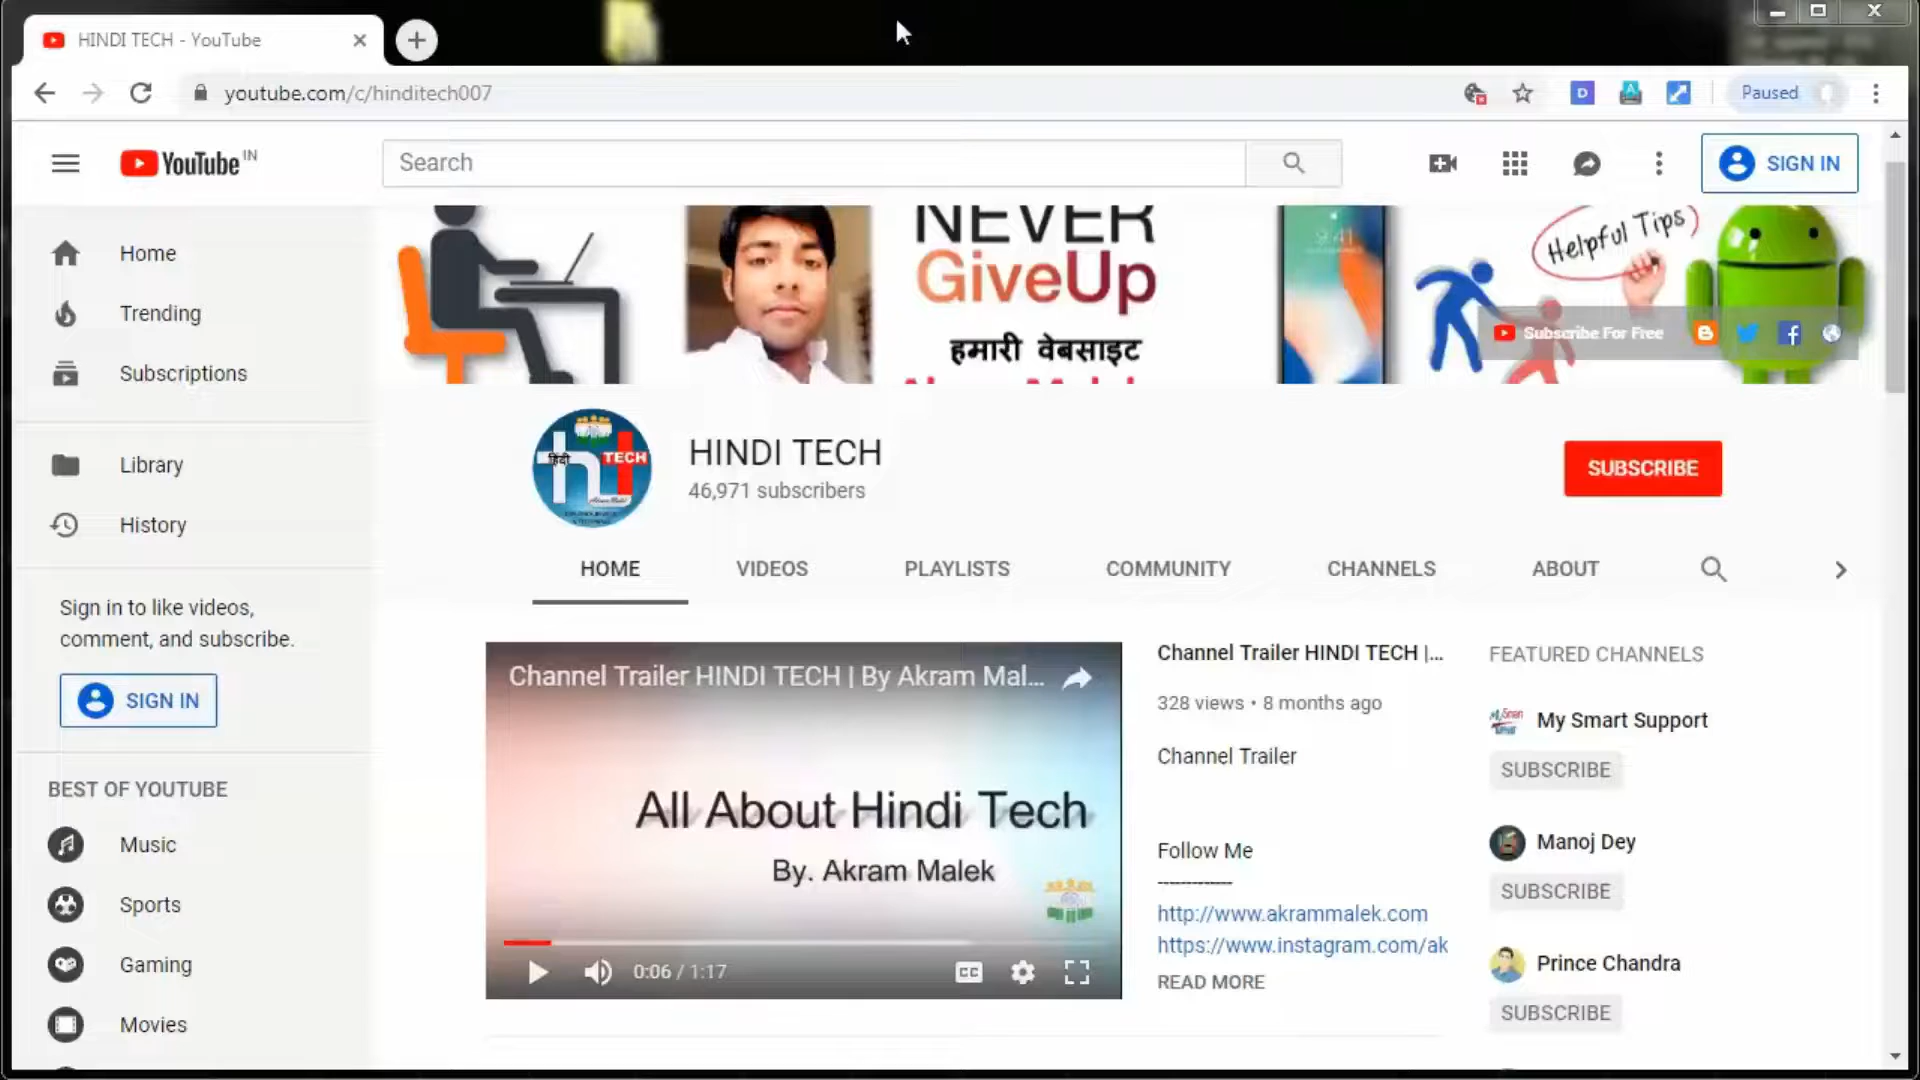 HINDI TECH - YouTube
youtube.com/c/hinditech007
Paused
YouTube IN
Search
SIGN IN
Home
Trending
Subscriptions
Library
History
Sign in to like videos,
comment, and subscribe.
SIGN IN
BEST OF YOUTUBE
Music
Sports
Gaming
Movies
NEVER
GiveUp
हमारी वेबसाइट
9:41
Helpful Tips
Subscribe For Free
हिंदी
TECH
HINDI TECH
46,971 subscribers
SUBSCRIBE
HOME
VIDEOS
PLAYLISTS
COMMUNITY
CHANNELS
ABOUT
Channel Trailer HINDI TECH | By Akram Mal...
All About Hindi Tech
By. Akram Malek
0:06 / 1:17
CC
Channel Trailer HINDI TECH |...
328 views • 8 months ago
Channel Trailer
Follow Me
-------------
http://www.akrammalek.com
https://www.instagram.com/ak
READ MORE
FEATURED CHANNELS
My Smart Support
SUBSCRIBE
Manoj Dey
SUBSCRIBE
Prince Chandra
SUBSCRIBE